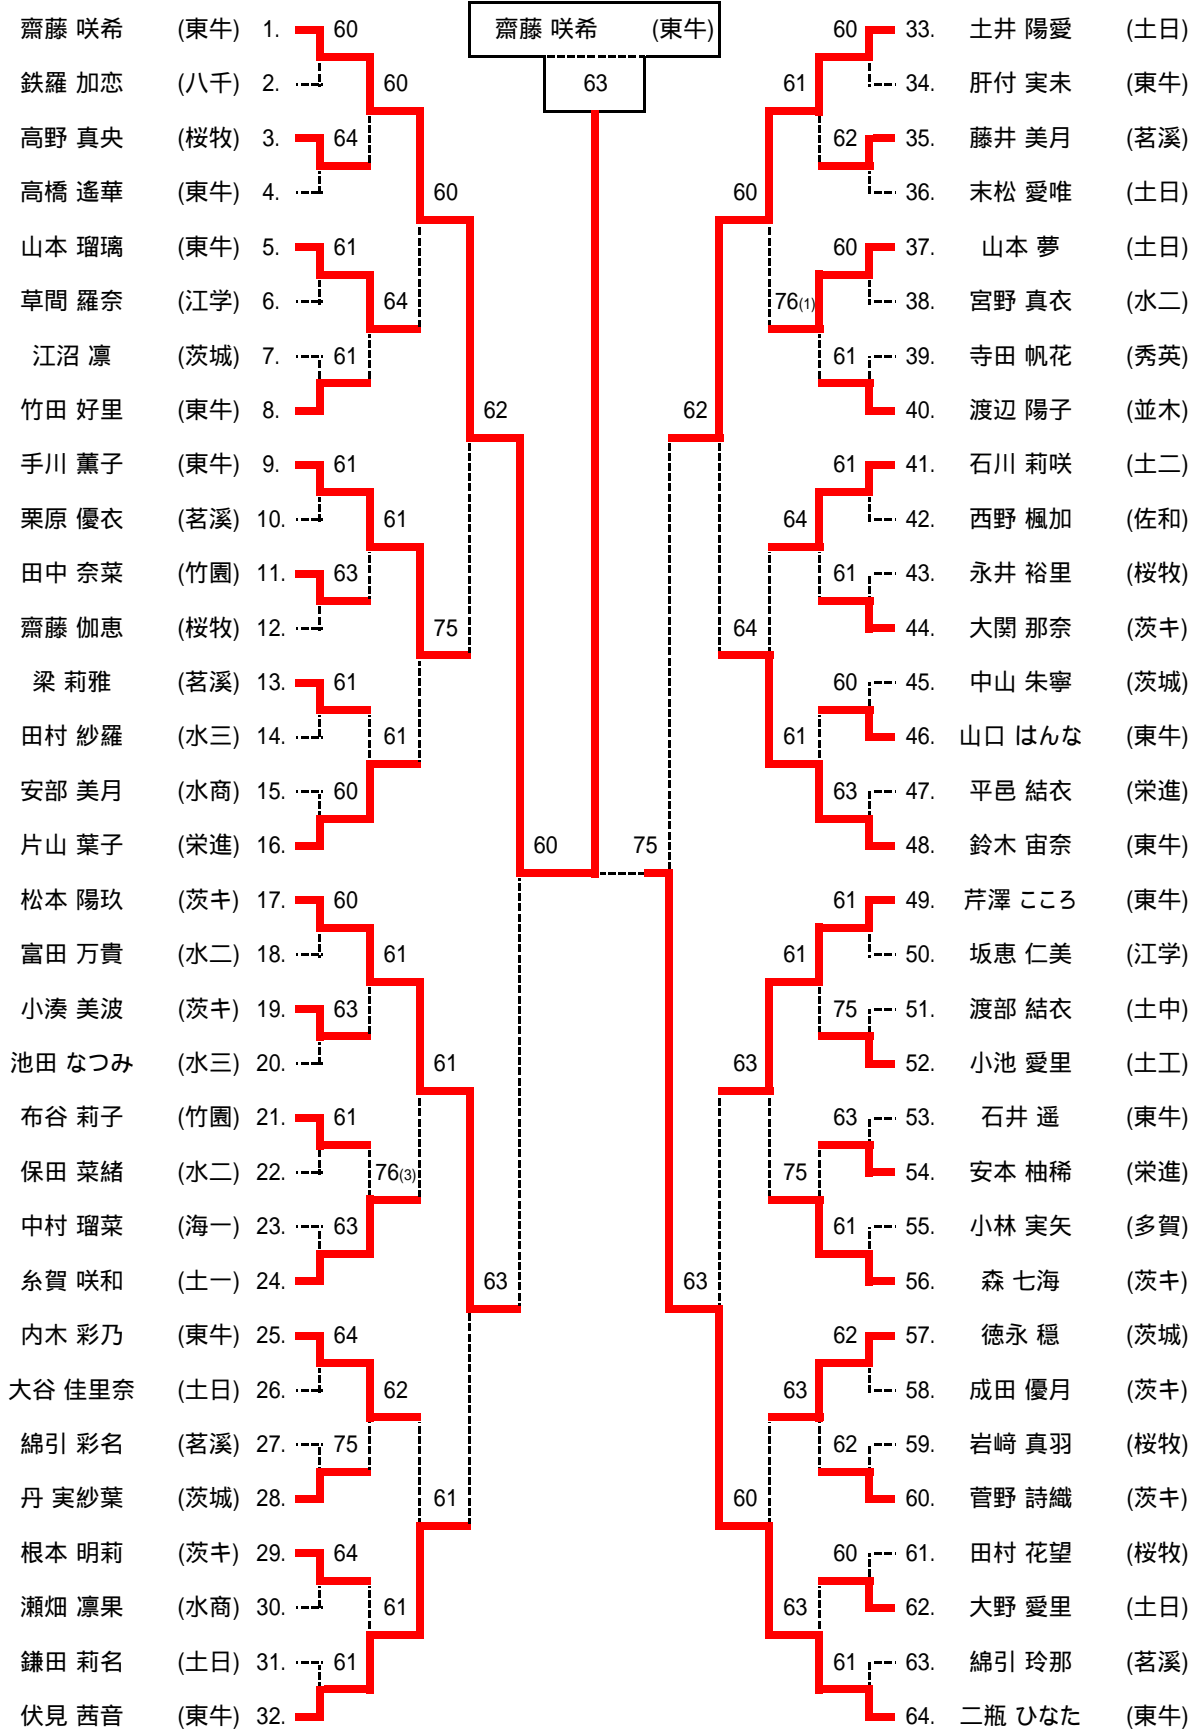 齋藤 咲希 (東牛)
63
齋藤 咲希 (東牛) 1. 60
鉄羅 加恋 (八千) 2. 60
高野 真央 (桜牧) 3. 64
高橋 遙華 (東牛) 4. 60
山本 瑠璃 (東牛) 5. 61
草間 羅奈 (江学) 6. 64
江沼 凛 (茨城) 7. 61
竹田 好里 (東牛) 8. 62
手川 薫子 (東牛) 9. 61
栗原 優衣 (茗溪) 10. 61
田中 奈菜 (竹園) 11. 63
齋藤 伽恵 (桜牧) 12. 75
梁 莉雅 (茗溪) 13. 61
田村 紗羅 (水三) 14. 61
安部 美月 (水商) 15. 60
片山 葉子 (栄進) 16. 60
松本 陽玖 (茨キ) 17. 60
富田 万貴 (水二) 18. 61
小湊 美波 (茨キ) 19. 63
池田 なつみ (水三) 20. 61
布谷 莉子 (竹園) 21. 61
保田 菜緒 (水二) 22. 76(3)
中村 瑠菜 (海一) 23. 63
糸賀 咲和 (土一) 24. 63
内木 彩乃 (東牛) 25. 64
大谷 佳里奈 (土日) 26. 62
綿引 彩名 (茗溪) 27. 75
丹 実紗葉 (茨城) 28. 61
根本 明莉 (茨キ) 29. 64
瀬畑 凛果 (水商) 30. 61
鎌田 莉名 (土日) 31. 61
伏見 茜音 (東牛) 32.
60 33. 土井 陽愛 (土日)
61 34. 肝付 実未 (東牛)
62 35. 藤井 美月 (茗溪)
60 36. 末松 愛唯 (土日)
60 37. 山本 夢 (土日)
76(1) 38. 宮野 真衣 (水二)
61 39. 寺田 帆花 (秀英)
62 40. 渡辺 陽子 (並木)
61 41. 石川 莉咲 (土二)
64 42. 西野 楓加 (佐和)
61 43. 永井 裕里 (桜牧)
64 44. 大関 那奈 (茨キ)
60 45. 中山 朱寧 (茨城)
61 46. 山口 はんな (東牛)
63 47. 平邑 結衣 (栄進)
75 48. 鈴木 宙奈 (東牛)
61 49. 芹澤 こころ (東牛)
61 50. 坂恵 仁美 (江学)
75 51. 渡部 結衣 (土中)
63 52. 小池 愛里 (土工)
63 53. 石井 遥 (東牛)
75 54. 安本 柚稀 (栄進)
61 55. 小林 実矢 (多賀)
63 56. 森 七海 (茨キ)
62 57. 徳永 穏 (茨城)
63 58. 成田 優月 (茨キ)
62 59. 岩﨑 真羽 (桜牧)
60 60. 菅野 詩織 (茨キ)
60 61. 田村 花望 (桜牧)
63 62. 大野 愛里 (土日)
61 63. 綿引 玲那 (茗溪)
64. 二瓶 ひなた (東牛)